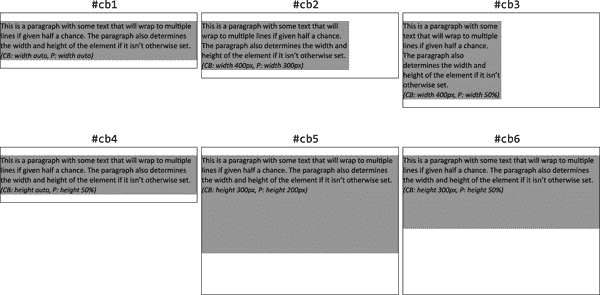 #cb1
This is a paragraph with some text that will wrap to multiple
lines if given half a chance. The paragraph also determines
the width and height of the element if it isn't otherwise set.
(CB: width auto, P: width auto)
#cb2
This is a paragraph with some text that will
wrap to multiple lines if given half a chance.
The paragraph also determines the width and
height of the element if it isn't otherwise set.
(CB: width 400px, P: width 300px)
#cb3
This is a paragraph with some
text that will wrap to multiple
lines if given half a chance.
The paragraph also
determines the width and
height of the element if it isn't
otherwise set.
(CB: width 400px, P: width 50%)
#cb4
This is a paragraph with some text that will wrap to multiple
lines if given half a chance. The paragraph also determines
the width and height of the element if it isn't otherwise set.
(CB: height auto, P: height 50%)
#cb5
This is a paragraph with some text that will wrap to multiple
lines if given half a chance. The paragraph also determines
the width and height of the element if it isn't otherwise set.
(CB: height 300px, P: height 200px)
#cb6
This is a paragraph with some text that will wrap to multiple
lines if given half a chance. The paragraph also determines
the width and height of the element if it isn't otherwise set.
(CB: height 300px, P: height 50%)